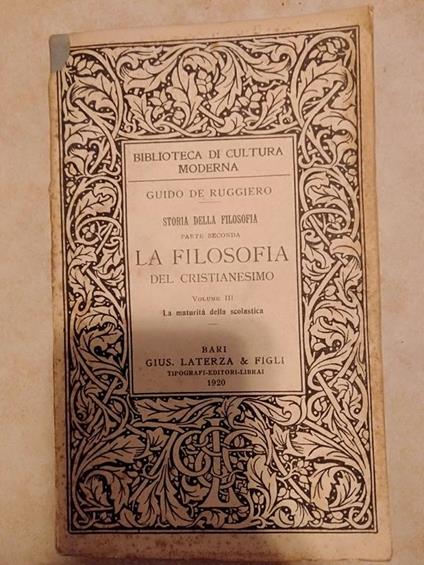 BIBLIOTECA DI CULTURA
MODERNA
GUIDO DE RUGGIERO
STORIA DELLA FILOSOFIA
PARTE SECONDA
LA FILOSOFIA
DEL CRISTIANESIMO
VOLUME III
La maturità della scolastica
BARI
GIUS. LATERZA & FIGLI
TIPOGRAFI-EDITORI-LIBRAI
1920